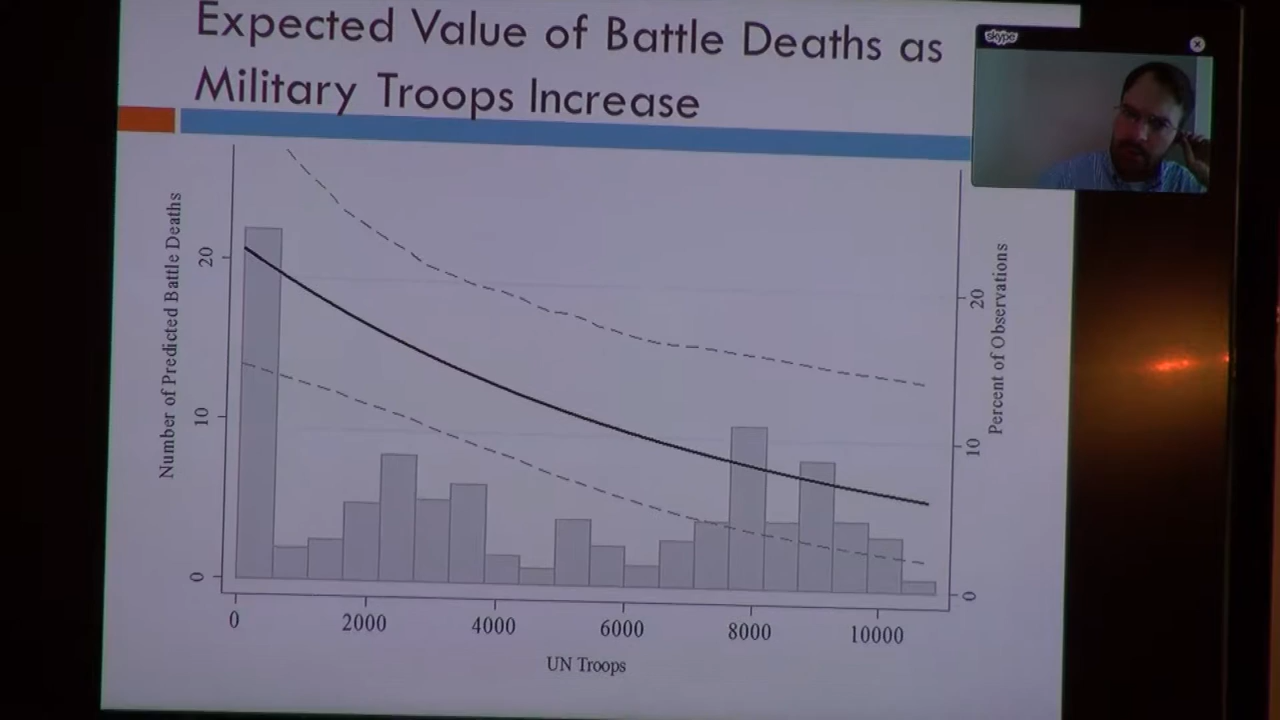 Expected Value of Battle Deaths as
Military Troops Increase
skype
Number of Predicted Battle Deaths
20
10
0
Percent of Observations
20
10
0
0 2000 4000 6000 8000 10000
UN Troops